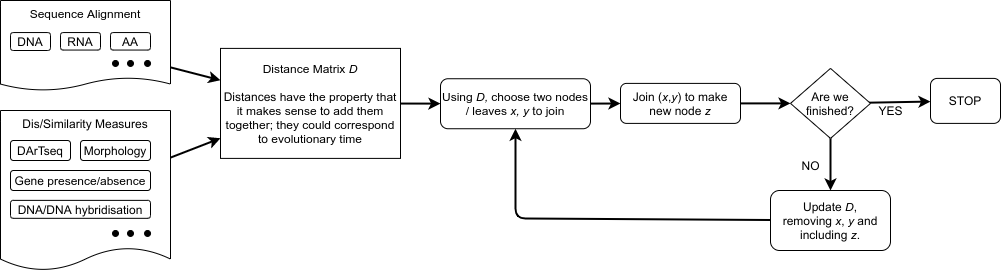 Sequence Alignment
DNA
RNA
AA
Dis/Similarity Measures
DArTseq
Morphology
Gene presence/absence
DNA/DNA hybridisation
Distance Matrix D
Distances have the property that
it makes sense to add them
together; they could correspond
to evolutionary time
Using D, choose two nodes
/ leaves x, y to join
Join (x,y) to make
new node z
Are we
finished?
YES
STOP
NO
Update D,
removing x, y and
including z.